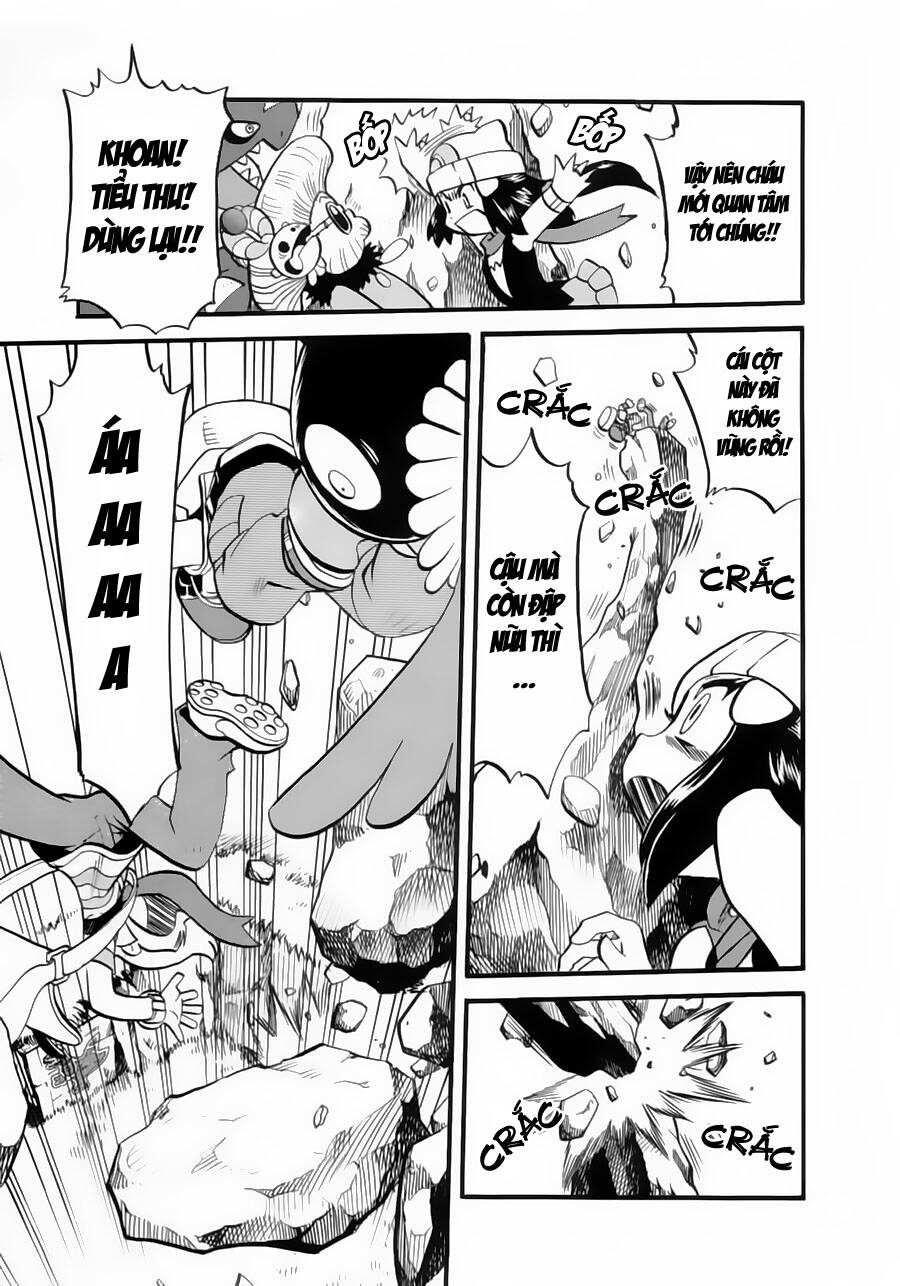 VẬY NÊN CHÁU
MỚI QUAN TÂM
TỚI CHÚNG!!
BỐP
BỐP
KHOAN!
TIỂU THƯ!
DỪNG LẠI!!
CÁI CỘT
NÀY ĐÃ
KHÔNG
VỮNG RỒI!
CRẮC
CRẮC
CRẮC
CẬU MÀ
CÒN ĐẬP
NỮA THÌ
...
CRẮC
CRẮC
ÁA
AA
AA
A